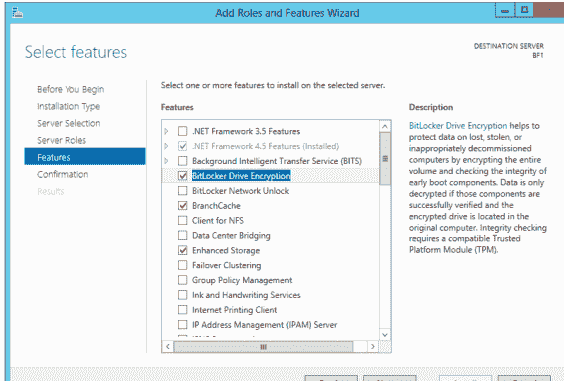 Add Roles and Features Wizard
Select features
DESTINATION SERVER
BF1
Before You Begin
Installation Type
Server Selection
Server Roles
Features
Confirmation
Results
Select one or more features to install on the selected server.
Features
.NET Framework 3.5 Features
.NET Framework 4.5 Features (Installed)
Background Intelligent Transfer Service (BITS)
BitLocker Drive Encryption
BitLocker Network Unlock
BranchCache
Client for NFS
Data Center Bridging
Enhanced Storage
Failover Clustering
Group Policy Management
Ink and Handwriting Services
Internet Printing Client
IP Address Management (IPAM) Server
Description
BitLocker Drive Encryption helps to
protect data on lost, stolen, or
inappropriately decommissioned
computers by encrypting the entire
volume and checking the integrity of
early boot components. Data is only
decrypted if those components are
successfully verified and the
encrypted drive is located in the
original computer. Integrity checking
requires a compatible Trusted
Platform Module (TPM).